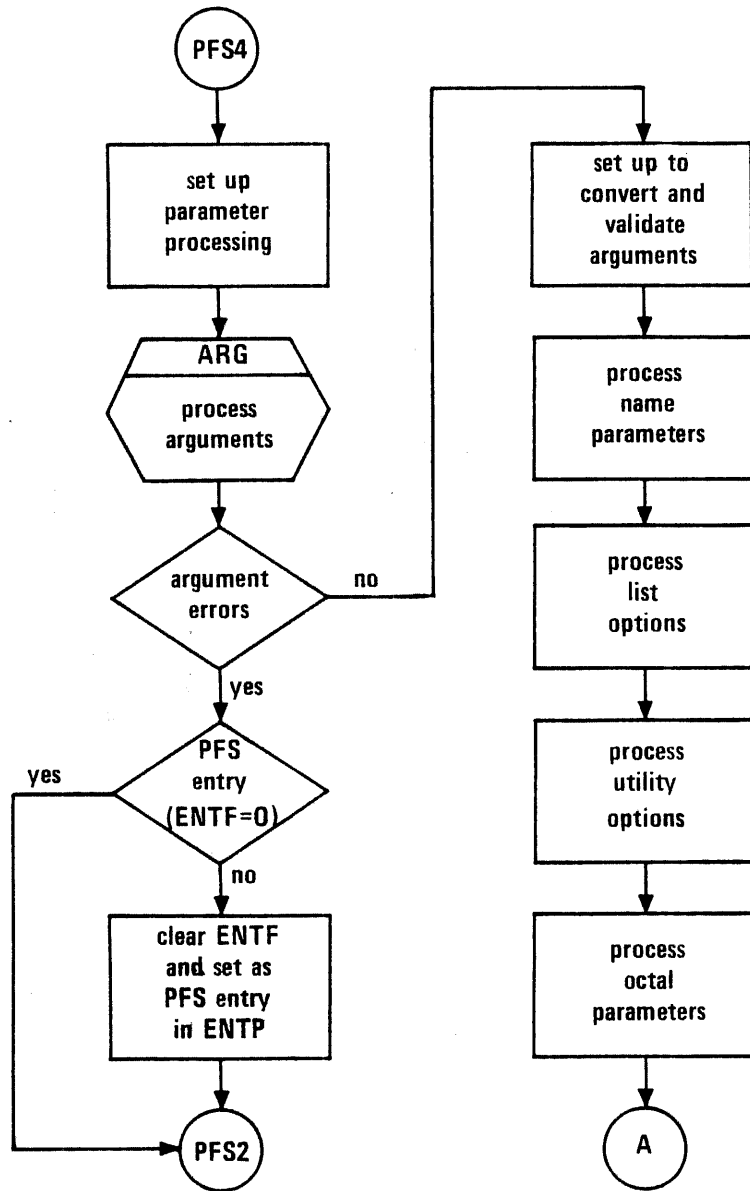 PFS4
set up
parameter
processing
ARG
process
arguments
argument
errors
no
yes
PFS
entry
(ENTF=0)
yes
no
clear ENTF
and set as
PFS entry
in ENTP
PFS2
set up to
convert and
validate
arguments
process
name
parameters
process
list
options
process
utility
options
process
octal
parameters
A